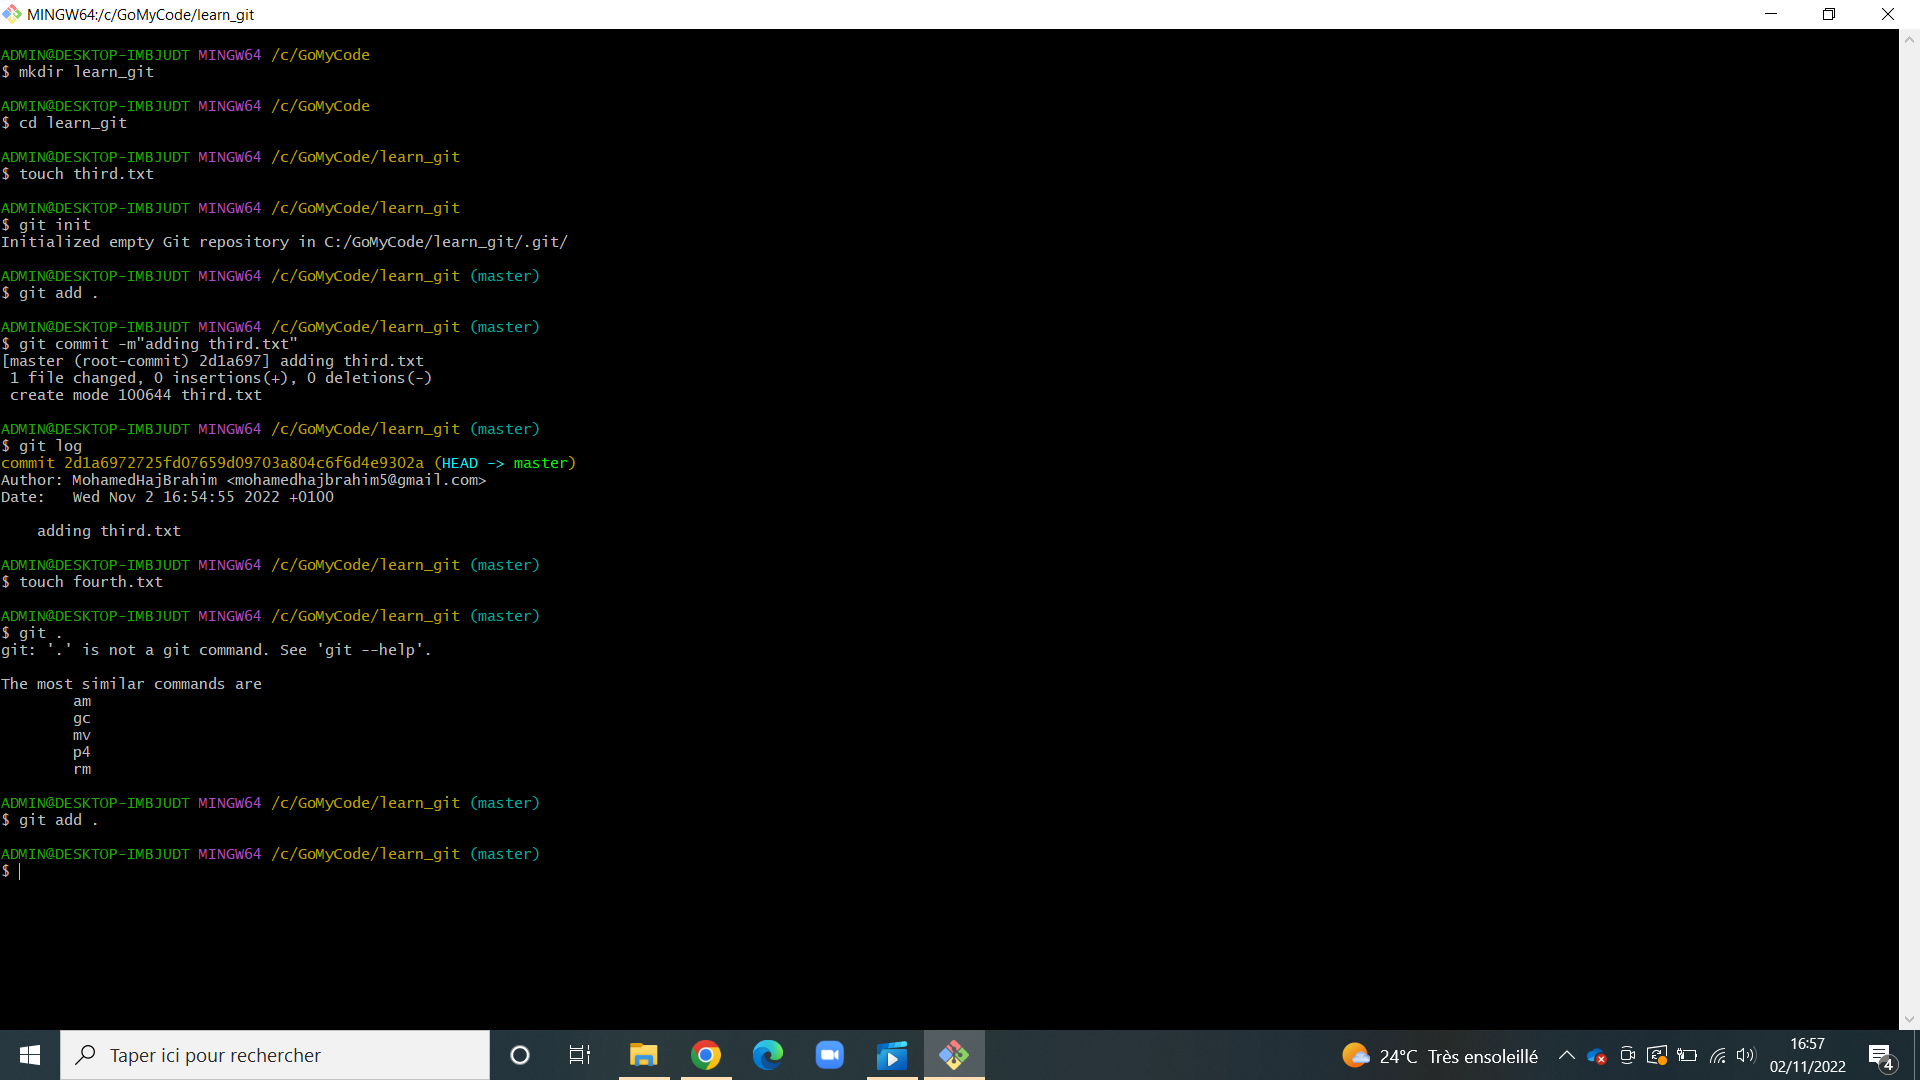 MINGW64:/c/GoMyCode/learn_git
ADMIN@DESKTOP-IMBJUDT MINGW64 /c/GoMyCode
$ mkdir learn_git
ADMIN@DESKTOP-IMBJUDT MINGW64 /c/GoMyCode
$ cd learn_git
ADMIN@DESKTOP-IMBJUDT MINGW64 /c/GoMyCode/learn_git
$ touch third.txt
ADMIN@DESKTOP-IMBJUDT MINGW64 /c/GoMyCode/learn_git
$ git init
Initialized empty Git repository in C:/GoMyCode/learn_git/.git/
ADMIN@DESKTOP-IMBJUDT MINGW64 /c/GoMyCode/learn_git (master)
$ git add .
ADMIN@DESKTOP-IMBJUDT MINGW64 /c/GoMyCode/learn_git (master)
$ git commit -m"adding third.txt"
[master (root-commit) 2d1a697] adding third.txt
 1 file changed, 0 insertions(+), 0 deletions(-)
 create mode 100644 third.txt
ADMIN@DESKTOP-IMBJUDT MINGW64 /c/GoMyCode/learn_git (master)
$ git log
commit 2d1a6972725fd07659d09703a804c6f6d4e9302a (HEAD -> master)
Author: MohamedHajBrahim <mohamedhajbrahim5@gmail.com>
Date:   Wed Nov 2 16:54:55 2022 +0100
    adding third.txt
ADMIN@DESKTOP-IMBJUDT MINGW64 /c/GoMyCode/learn_git (master)
$ touch fourth.txt
ADMIN@DESKTOP-IMBJUDT MINGW64 /c/GoMyCode/learn_git (master)
$ git .
git: '.' is not a git command. See 'git --help'.
The most similar commands are
        am
        gc
        mv
        p4
        rm
ADMIN@DESKTOP-IMBJUDT MINGW64 /c/GoMyCode/learn_git (master)
$ git add .
ADMIN@DESKTOP-IMBJUDT MINGW64 /c/GoMyCode/learn_git (master)
$
Taper ici pour rechercher
24°C Très ensoleillé
16:57
02/11/2022
4